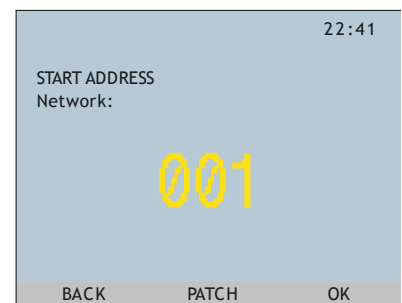 22:41
START ADDRESS
Network:
001
BACK PATCH OK